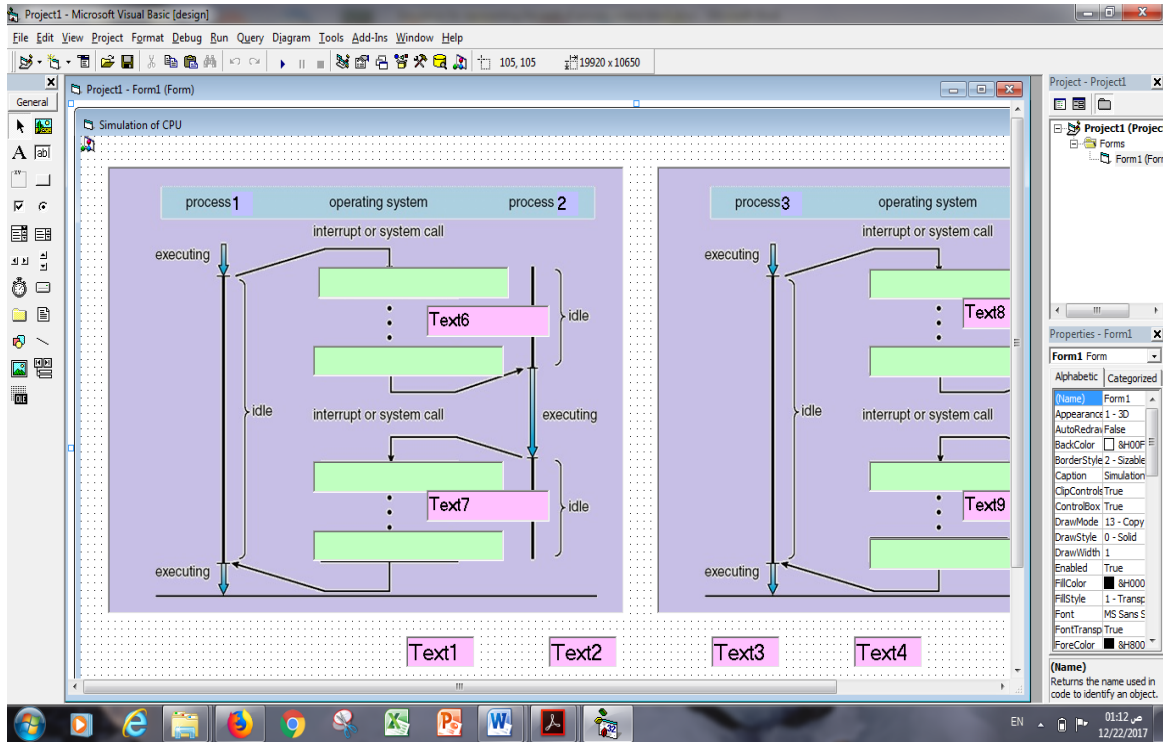 Project1 - Microsoft Visual Basic [design]
File Edit View Project Format Debug Run Query Diagram Tools Add-Ins Window Help
105, 105 19920 x 10650
General
A ab|
Project1 - Form1 (Form)
Simulation of CPU
process1 operating system process 2
interrupt or system call
executing
Text6
idle
idle
interrupt or system call
executing
Text7
idle
executing
process3 operating system
interrupt or system call
executing
Text8
idle
interrupt or system call
Text9
executing
Text1 Text2 Text3 Text4
Project - Project1
Project1 (Projec
Forms
Form1 (Forr
Properties - Form1
Form1 Form
Alphabetic Categorized
(Name) Form1
Appearance 1 - 3D
AutoRedraw False
BackColor &H00F
BorderStyle 2 - Sizable
Caption Simulation
ClipControls True
ControlBox True
DrawMode 13 - Copy
DrawStyle 0 - Solid
DrawWidth 1
Enabled True
FillColor &H000
FillStyle 1 - Transp
Font MS Sans S
FontTransp True
ForeColor &H800
(Name)
Returns the name used in
code to identify an object.
EN
01:12 ص
12/22/2017